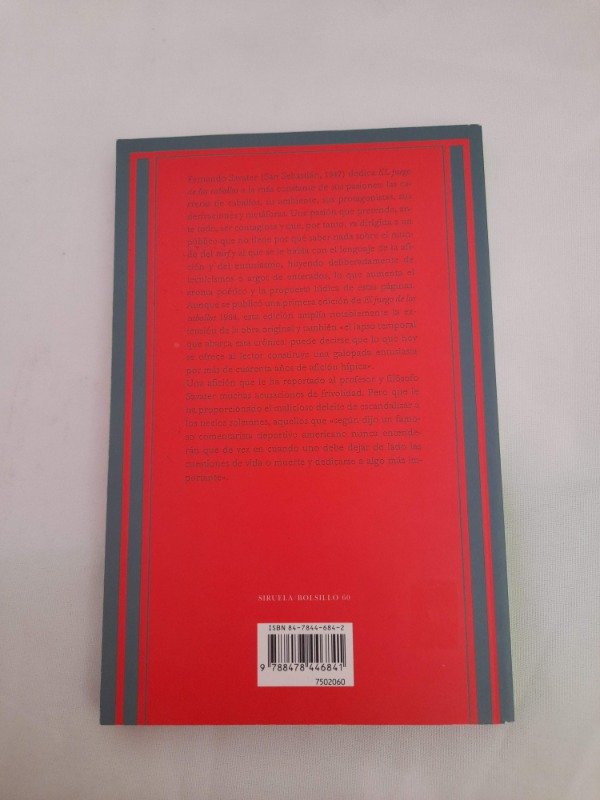 Fernando Savater (San Sebastián, 1947) dedica EL juego
de los caballos a la más constante de sus pasiones: las ca-
rreras de caballos, su ambiente, sus protagonistas, sus
derivaciones y metáforas. Una pasión que pretende, an-
te todo, ser contagiosa y que, por tanto, va dirigida a un
público que no tiene por qué saber nada sobre el mun-
do del turf y al que se le habla con el lenguaje de la afi-
ción y del entusiasmo, huyendo deliberadamente de
tecnicismos o argot de enterados, lo que aumenta el
aroma poético y la propuesta lúdica de estas páginas.
Aunque se publicó una primera edición de El juego de los
caballos 1984, esta edición amplía notablemente la ex-
tensión de la obra original y también «el lapso temporal
que abarca esta crónica: puede decirse que lo que hoy
se ofrece al lector constituye una galopada entusiasta
por más de cuarenta años de afición hípica».
Una afición que le ha reportado al profesor y filósofo
Savater muchas acusaciones de frivolidad. Pero que le
ha proporcionado el malicioso deleite de escandalizar a
los necios solemnes, aquellos que «según dijo un famo-
so comentarista deportivo americano nunca entende-
rán que de vez en cuando uno debe dejar de lado las
cuestiones de vida o muerte y dedicarse a algo más im-
portante».
SIRUELA/BOLSILLO 60
ISBN 84-7844-684-2
9 788478 446841
7502060